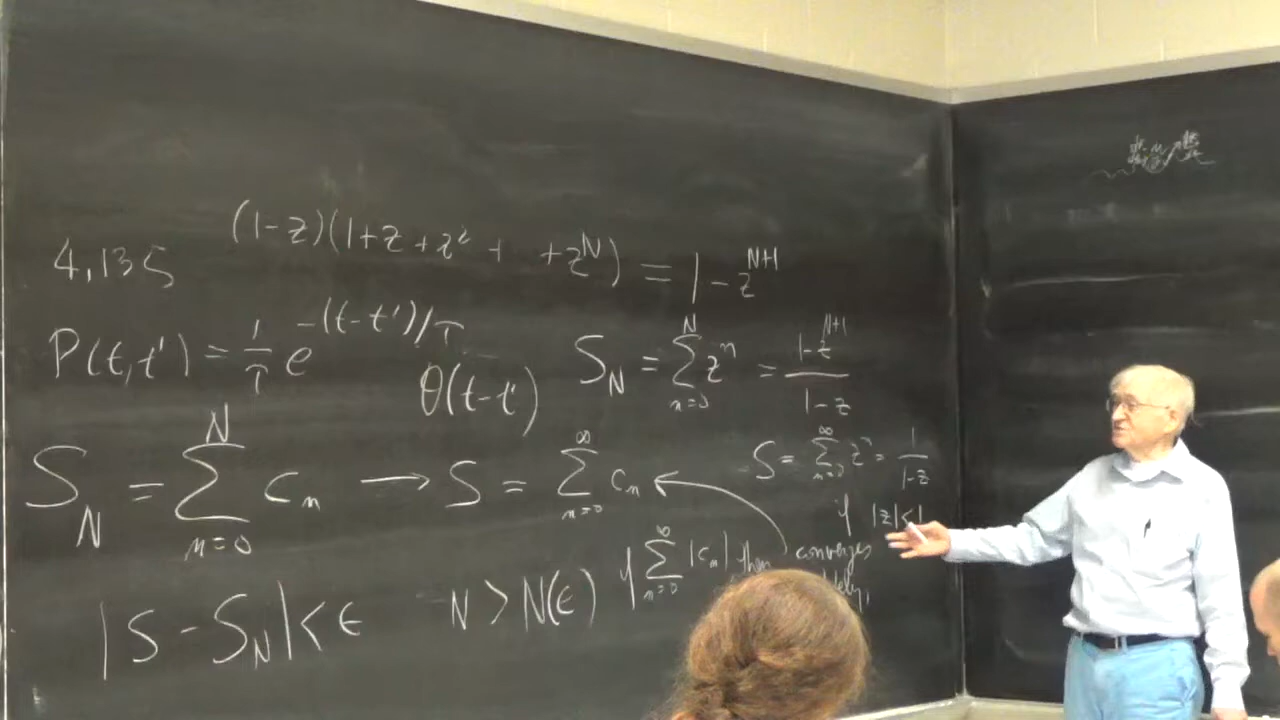 (1-z)(1+z+z²+ +z^N) = 1-z^{N+1}
4,135
P(t,t') = 1/τ e^{-(t-t')/τ} θ(t-t')
S_N = Σ_{n=0}^{N} z^n = (1-z^{N+1})/(1-z)
S = Σ_{n=0}^{∞} z^n = 1/(1-z)
if |z|<1
S_N = Σ_{n=0}^{N} c_n → S = Σ_{n=0}^{∞} c_n
if Σ_{n=0}^{∞} |c_n| then converges
|S - S_N| < ε N > N(ε)